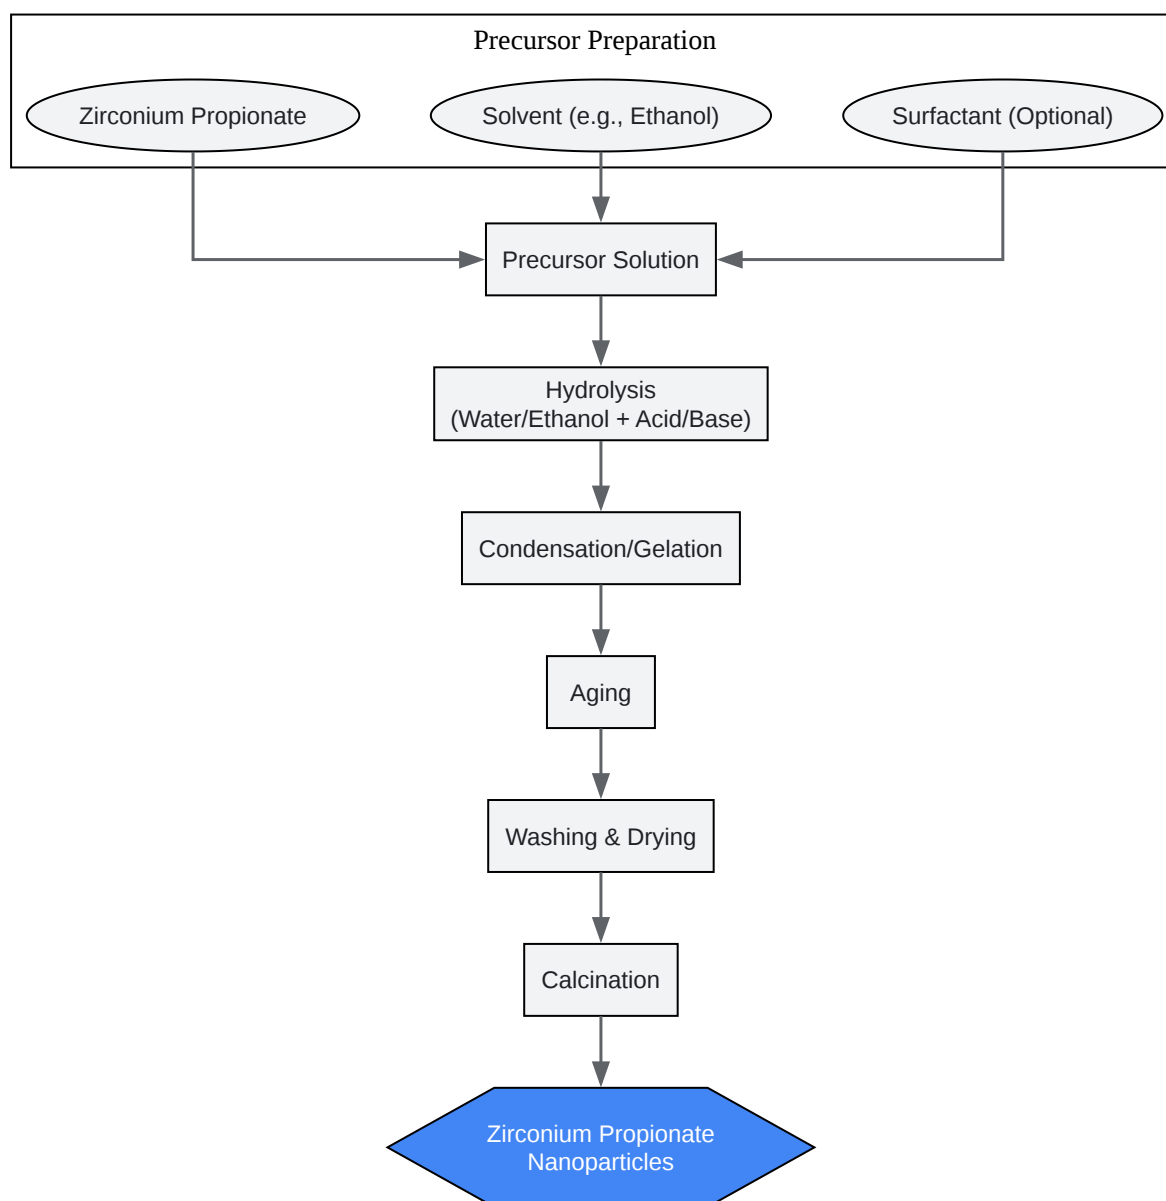 Precursor Preparation
Zirconium Propionate
Solvent (e.g., Ethanol)
Surfactant (Optional)
Precursor Solution
Hydrolysis
(Water/Ethanol + Acid/Base)
Condensation/Gelation
Aging
Washing & Drying
Calcination
Zirconium Propionate
Nanoparticles